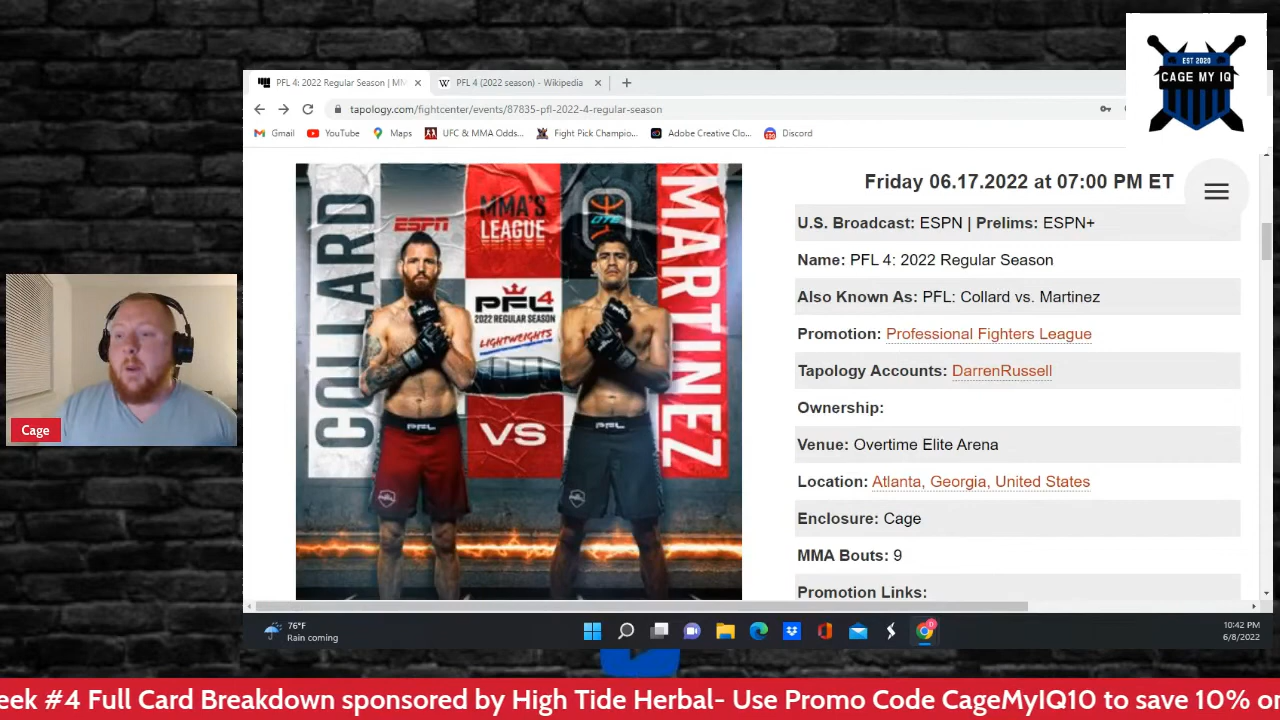 PFL 4: 2022 Regular Season | MM
PFL 4 (2022 season) - Wikipedia
tapology.com/fightcenter/events/87835-pfl-2022-4-regular-season
Gmail
YouTube
Maps
UFC & MMA Odds...
Fight Pick Champio...
Adobe Creative Clo...
Discord
EST 2020
CAGE MY IQ
COLLARD
ESPN
MMA'S
LEAGUE
OTE
MARTINEZ
PFL4
2022 REGULAR SEASON
LIGHTWEIGHTS
VS
PFL
PFL
Friday 06.17.2022 at 07:00 PM ET
U.S. Broadcast: ESPN | Prelims: ESPN+
Name: PFL 4: 2022 Regular Season
Also Known As: PFL: Collard vs. Martinez
Promotion: Professional Fighters League
Tapology Accounts: DarrenRussell
Ownership:
Venue: Overtime Elite Arena
Location: Atlanta, Georgia, United States
Enclosure: Cage
MMA Bouts: 9
Promotion Links:
Cage
76°F
Rain coming
10:42 PM
6/8/2022
eek #4 Full Card Breakdown sponsored by High Tide Herbal- Use Promo Code CageMyIQ10 to save 10% or